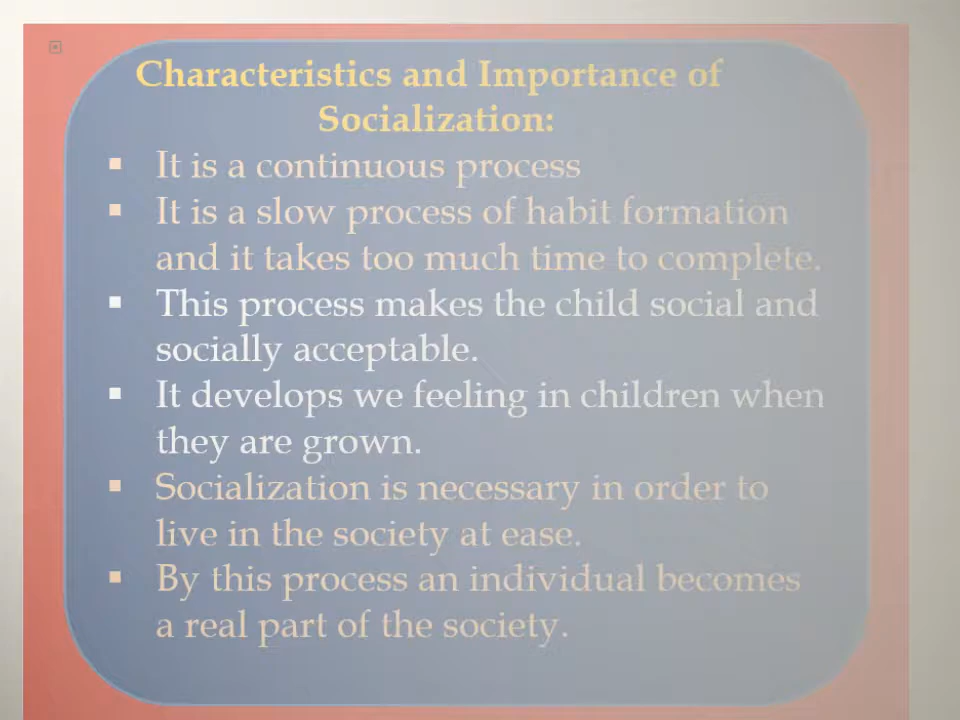 Characteristics and Importance of
Socialization:
▪ It is a continuous process
▪ It is a slow process of habit formation
and it takes too much time to complete.
▪ This process makes the child social and
socially acceptable.
▪ It develops we feeling in children when
they are grown.
▪ Socialization is necessary in order to
live in the society at ease.
▪ By this process an individual becomes
a real part of the society.